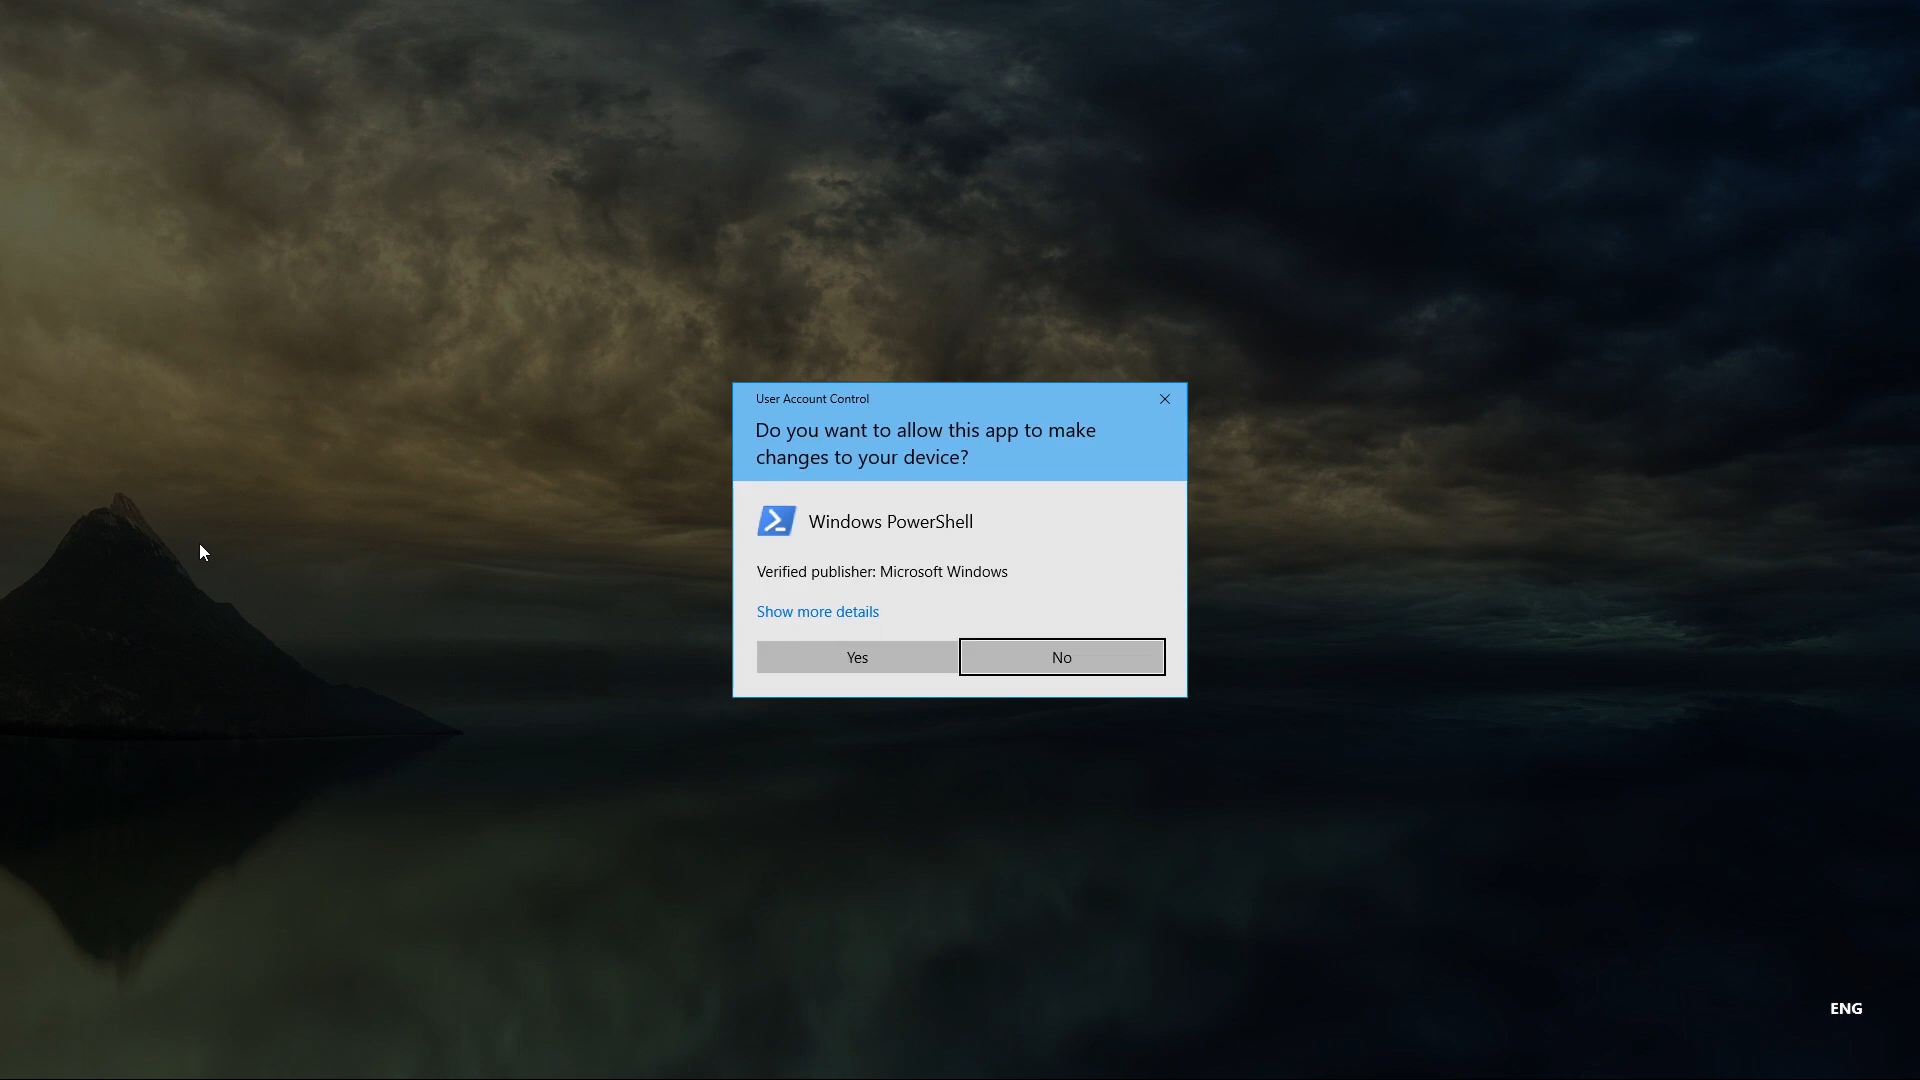 User Account Control
Do you want to allow this app to make
changes to your device?
Windows PowerShell
Verified publisher: Microsoft Windows
Show more details
Yes
No
ENG